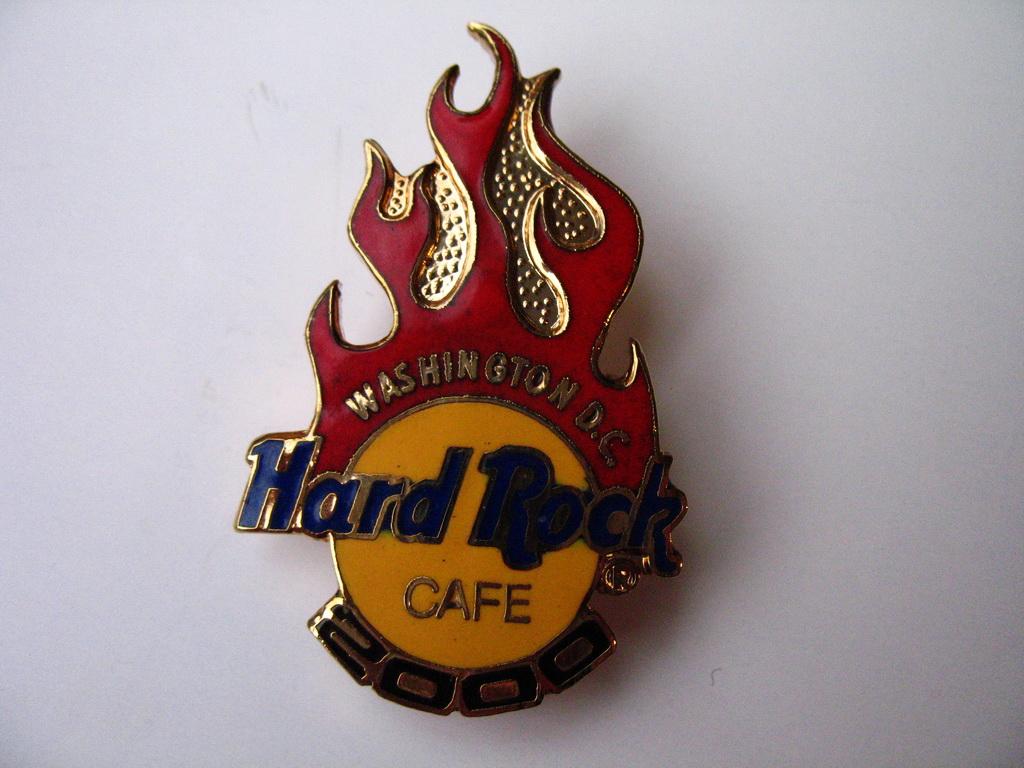 WASHINGTON D.C.
Hard Rock
®
CAFE
2000